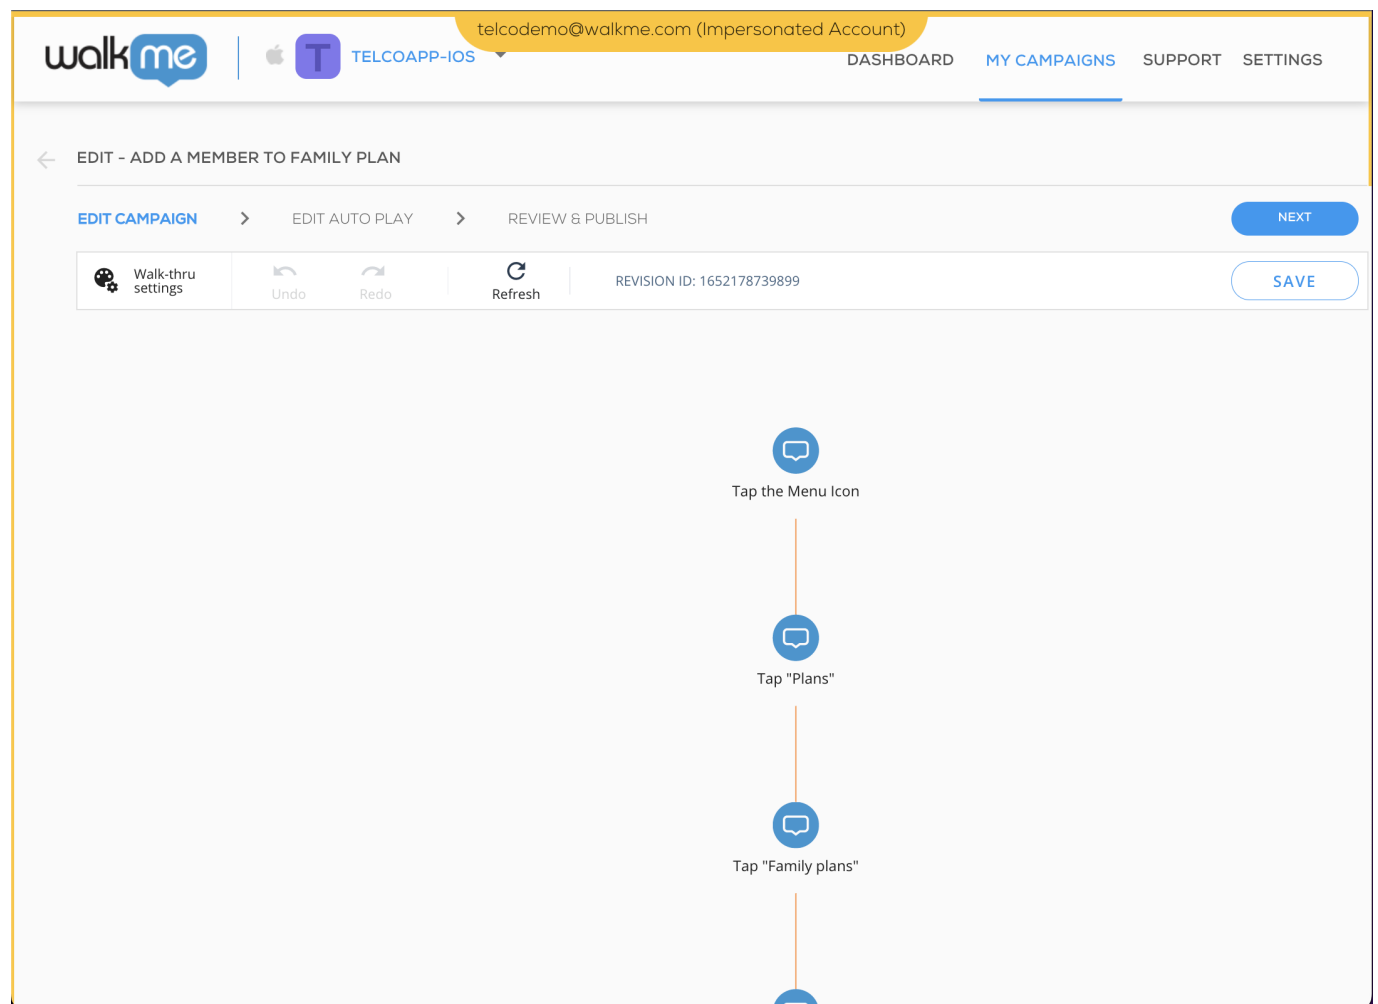 telcodemo@walkme.com (Impersonated Account)
walkme
T
TELCOAPP-IOS
DASHBOARD
MY CAMPAIGNS
SUPPORT
SETTINGS
EDIT - ADD A MEMBER TO FAMILY PLAN
EDIT CAMPAIGN
EDIT AUTO PLAY
REVIEW & PUBLISH
NEXT
Walk-thru
settings
Undo
Redo
Refresh
REVISION ID: 1652178739899
SAVE
Tap the Menu Icon
Tap "Plans"
Tap "Family plans"